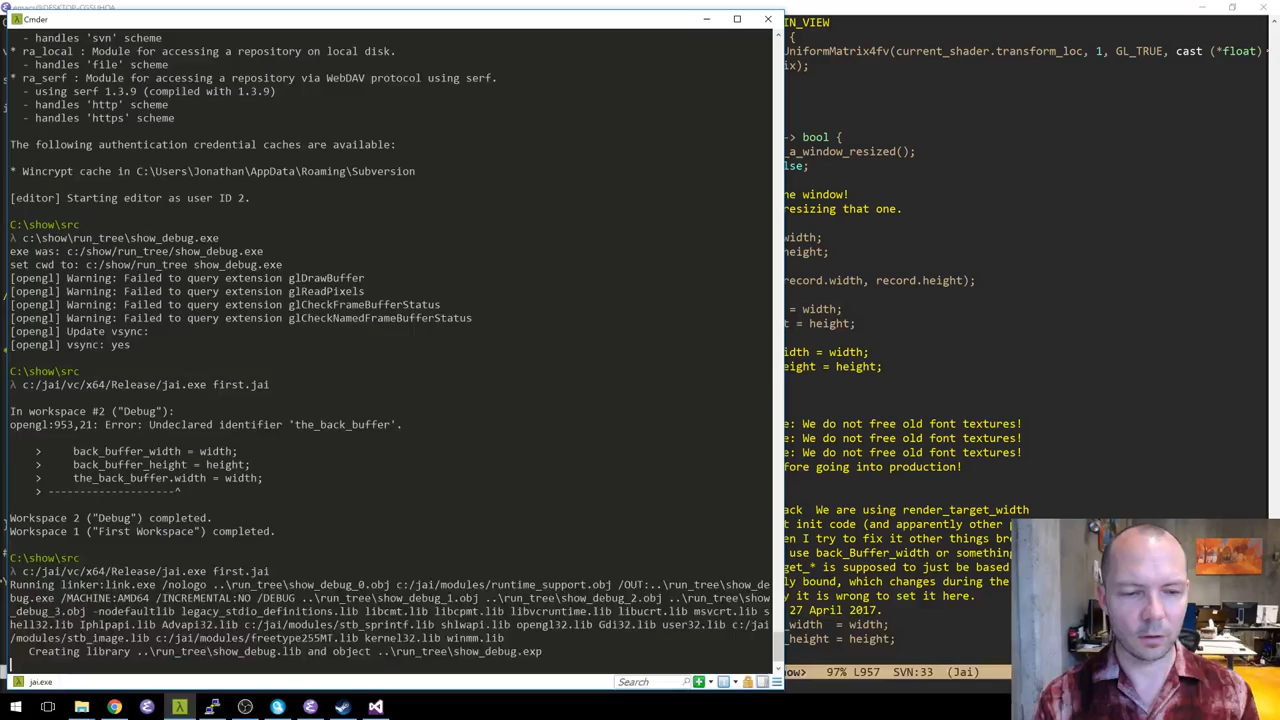 emacs@DESKTOP-CGSUHDA
Cmder
- handles 'svn' scheme
* ra_local : Module for accessing a repository on local disk.
- handles 'file' scheme
* ra_serf : Module for accessing a repository via WebDAV protocol using serf.
- using serf 1.3.9 (compiled with 1.3.9)
- handles 'http' scheme
- handles 'https' scheme
The following authentication credential caches are available:
* Wincrypt cache in C:\Users\Jonathan\AppData\Roaming\Subversion
[editor] Starting editor as user ID 2.
C:\show\src
λ c:\show\run_tree\show_debug.exe
exe was: c:/show/run_tree/show_debug.exe
set cwd to: c:/show/run_tree show_debug.exe
[opengl] Warning: Failed to query extension glDrawBuffer
[opengl] Warning: Failed to query extension glReadPixels
[opengl] Warning: Failed to query extension glCheckFrameBufferStatus
[opengl] Warning: Failed to query extension glCheckNamedFrameBufferStatus
[opengl] Update vsync:
[opengl] vsync: yes
C:\show\src
λ c:/jai/vc/x64/Release/jai.exe first.jai
In workspace #2 ("Debug"):
opengl:953,21: Error: Undeclared identifier 'the_back_buffer'.
> back_buffer_width = width;
> back_buffer_height = height;
> the_back_buffer.width = width;
> --------------------^
Workspace 2 ("Debug") completed.
Workspace 1 ("First Workspace") completed.
C:\show\src
λ c:/jai/vc/x64/Release/jai.exe first.jai
Running linker:link.exe /nologo ..\run_tree\show_debug_0.obj c:/jai/modules/runtime_support.obj /OUT:..\run_tree\show_de
bug.exe /MACHINE:AMD64 /INCREMENTAL:NO /DEBUG ..\run_tree\show_debug_1.obj ..\run_tree\show_debug_2.obj ..\run_tree\show
_debug_3.obj -nodefaultlib legacy_stdio_definitions.lib libcmt.lib libcpmt.lib libvcruntime.lib libucrt.lib msvcrt.lib s
hell32.lib Iphlpapi.lib Advapi32.lib c:/jai/modules/stb_sprintf.lib shlwapi.lib opengl32.lib Gdi32.lib user32.lib c:/jai
/modules/stb_image.lib c:/jai/modules/freetype255MT.lib kernel32.lib winmm.lib
Creating library ..\run_tree\show_debug.lib and object ..\run_tree\show_debug.exp
jai.exe
Search
IN_VIEW
{
UniformMatrix4fv(current_shader.transform_loc, 1, GL_TRUE, cast (*float)
ix);
-> bool {
_a_window_resized();
lse;
ne window!
resizing that one.
width;
height;
record.width, record.height);
= width;
t = height;
idth = width;
eight = height;
e: We do not free old font textures!
e: We do not free old font textures!
e: We do not free old font textures!
efore going into production!
ack We are using render_target_width
t init code (and apparently other p
en I try to fix it other things bre
use back_Buffer_width or something
get_* is supposed to just be based
ly bound, which changes during the
y it is wrong to set it here.
27 April 2017.
_width = width;
_height = height;
how> 97% L957 SVN:33 (Jai)